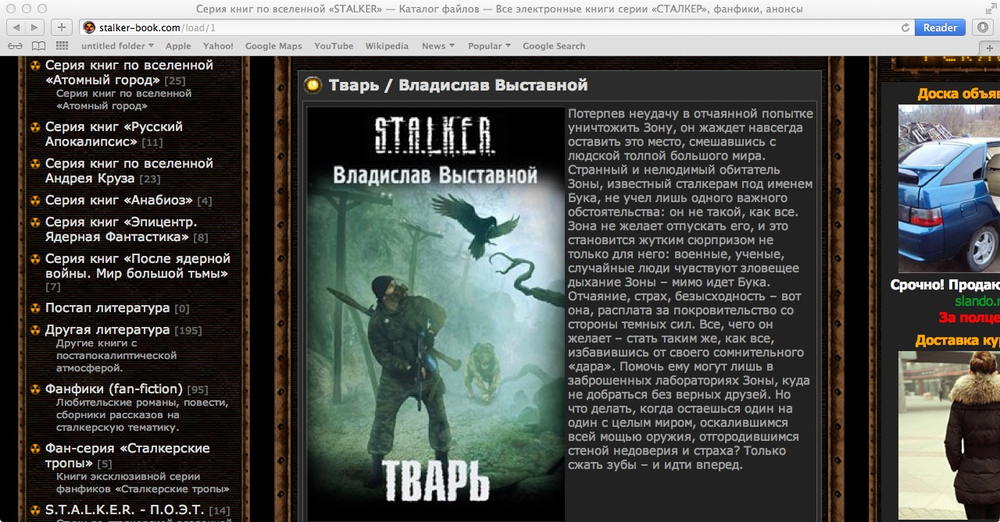 Серия книг по вселенной «STALKER» — Каталог файлов — Все электронные книги серии «СТАЛКЕР», фанфики, анонсы
stalker-book.com/load/1
Reader
untitled folder
Apple
Yahoo!
Google Maps
YouTube
Wikipedia
News
Popular
Google Search
Серия книг по вселенной
«Атомный город» [25]
Серия книг по вселенной
«Атомный город»
Серия книг «Русский
Апокалипсис» [11]
Серия книг по вселенной
Андрея Круза [23]
Серия книг «Анабиоз» [4]
Серия книг «Эпицентр.
Ядерная Фантастика» [8]
Серия книг «После ядерной
войны. Мир большой тьмы»
[7]
Постап литература [0]
Другая литература [195]
Другие книги с
постапокалиптической
атмосферой.
Фанфики (fan-fiction) [95]
Любительские романы, повести,
сборники рассказов на
сталкерскую тематику.
Фан-серия «Сталкерские
тропы» [5]
Книги эксклюзивной серии
фанфиков «Сталкерские тропы»
S.T.A.L.K.E.R. - П.О.Э.Т. [14]
Тварь / Владислав Выставной
S.T.A.L.K.E.R.
Владислав Выставной
ТВАРЬ
Потерпев неудачу в отчаянной попытке
уничтожить Зону, он жаждет навсегда
оставить это место, смешавшись с
людской толпой большого мира.
Странный и нелюдимый обитатель
Зоны, известный сталкерам под именем
Бука, не учел лишь одного важного
обстоятельства: он не такой, как все.
Зона не желает отпускать его, и это
становится жутким сюрпризом не
только для него: военные, ученые,
случайные люди чувствуют зловещее
дыхание Зоны – мимо идет Бука.
Отчаяние, страх, безысходность – вот
она, расплата за покровительство со
стороны темных сил. Все, чего он
желает – стать таким же, как все,
избавившись от своего сомнительного
«дара». Помочь ему могут лишь в
заброшенных лабораториях Зоны, куда
не добраться без верных друзей. Но
что делать, когда остаешься один на
один с целым миром, оскалившимся
всей мощью оружия, отгородившимся
стеной недоверия и страха? Только
сжать зубы – и идти вперед.
Доска объяв
Срочно! Продаю
slando.r
За полце
Доставка кур